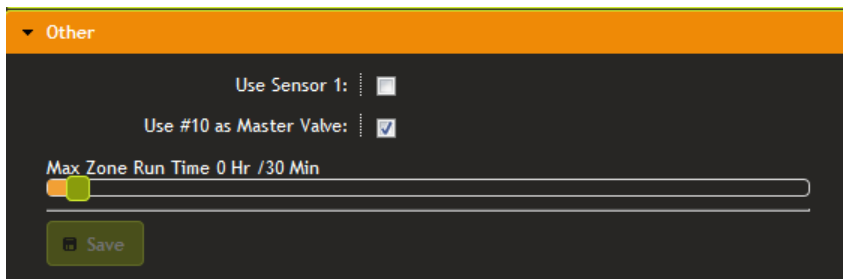 Other
Use Sensor 1:
Use #10 as Master Valve:
Max Zone Run Time 0 Hr /30 Min
Save